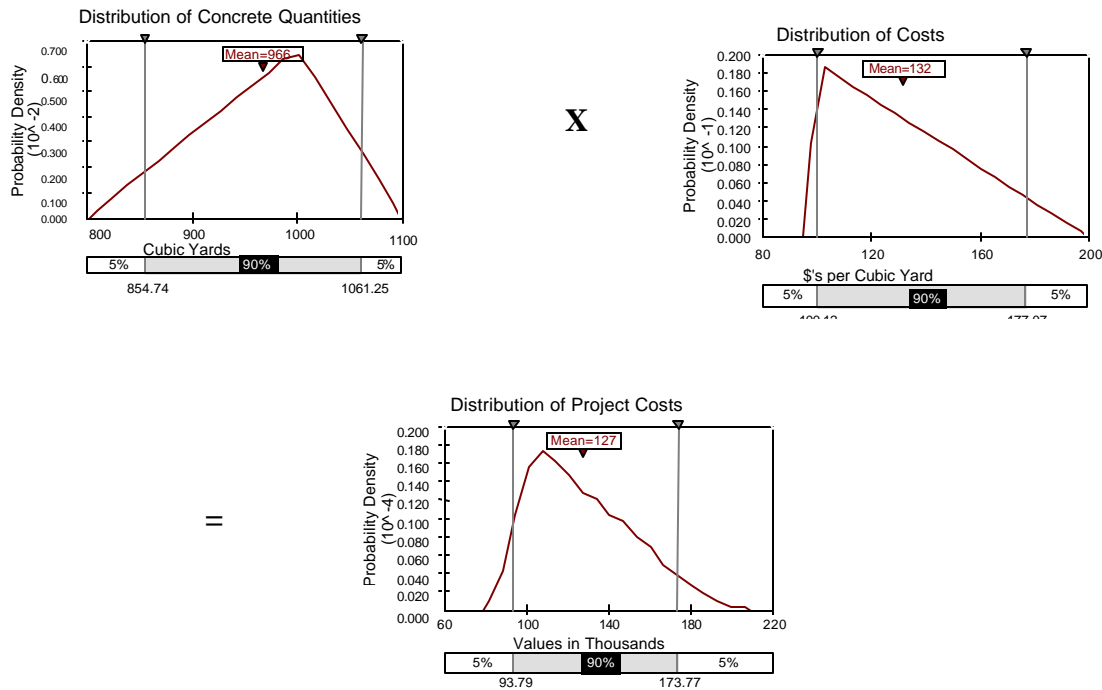 Distribution of Concrete Quantities
Mean=966
Probability Density
(10^ -2)
0.700
0.600
0.500
0.400
0.300
0.200
0.100
0.000
800 900 1000 1100
Cubic Yards
5% 90% 5%
854.74 1061.25
X
Distribution of Costs
Mean=132
Probability Density
(10^ -1)
0.200
0.180
0.160
0.140
0.120
0.100
0.080
0.060
0.040
0.020
0.000
80 120 160 200
$'s per Cubic Yard
5% 90% 5%
=
Distribution of Project Costs
Mean=127
Probability Density
(10^ -4)
0.200
0.180
0.160
0.140
0.120
0.100
0.080
0.060
0.040
0.020
0.000
60 100 140 180 220
Values in Thousands
5% 90% 5%
93.79 173.77